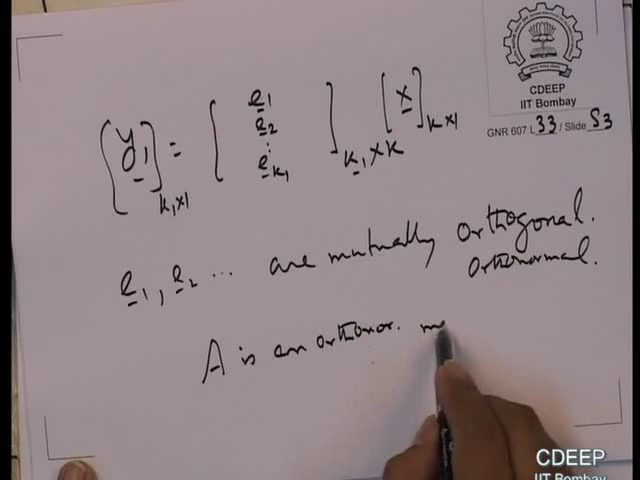 CDEEP
IIT Bombay
GNR 607 L 33 / Slide S3
[y1]k1x1 = [e1 e2 : ek1]k1xk [x]kx1
e1, e2 ... are mutually orthogonal.
orthonormal.
A is an orthonor. m
CDEEP
IIT Bombay